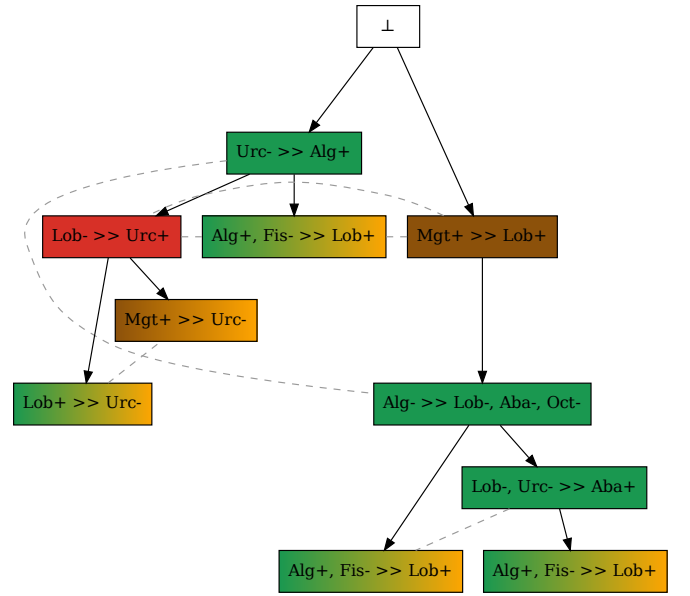 ⊥
Urc- >> Alg+
Lob- >> Urc+
Alg+, Fis- >> Lob+
Mgt+ >> Lob+
Mgt+ >> Urc-
Lob+ >> Urc-
Alg- >> Lob-, Aba-, Oct-
Lob-, Urc- >> Aba+
Alg+, Fis- >> Lob+
Alg+, Fis- >> Lob+